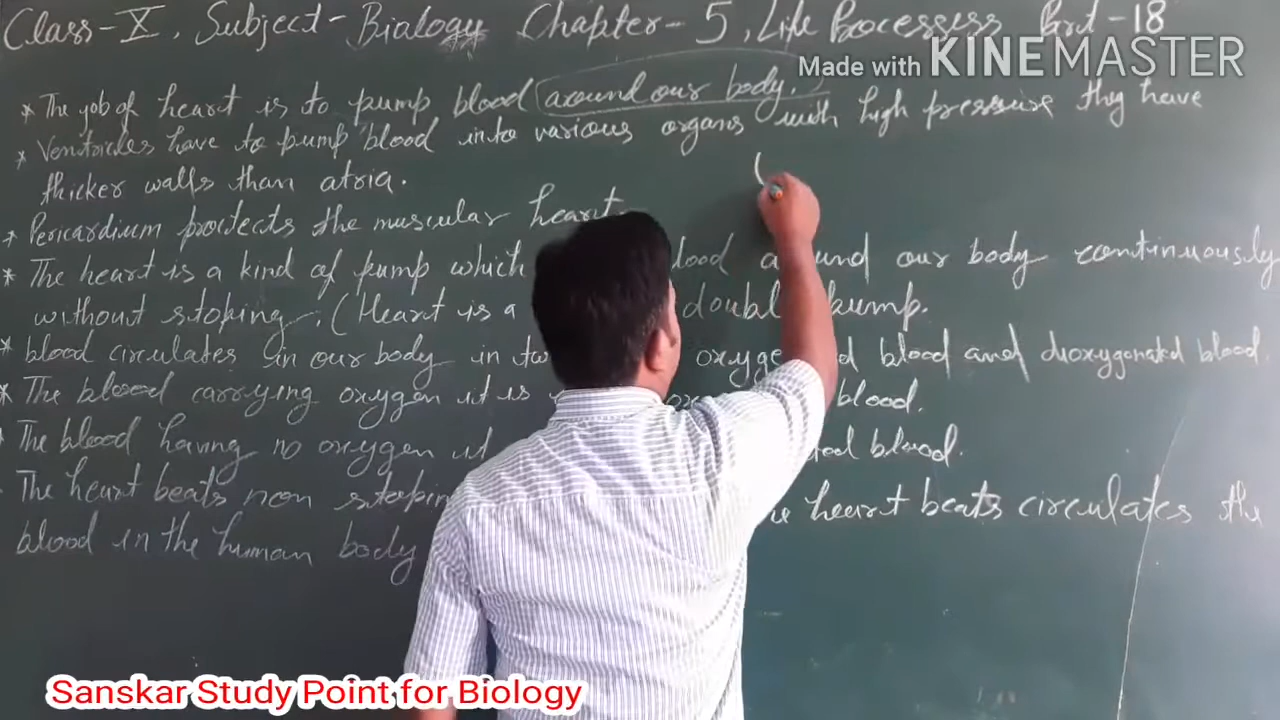 Class-X, Subject-Biology Chapter-5, Life Processess Part-18
Made with KINEMASTER
* The job of heart is to pump blood (around our body.)
* Ventricles have to pump blood into various organs with high pressure they have
thicker walls than atria.
* Pericardium proctects the muscular heart
* The heart is a kind of pump which blood around our body continuously
without stoping. (Heart is a double pump.
* blood circulates in our body in oxygenated blood and deoxygenated blood.
* The blood carrying oxygen it is blood.
The blood having no oxygen blood.
The heart beats non heart beats circulates the
blood in the human body
Sanskar Study Point for Biology